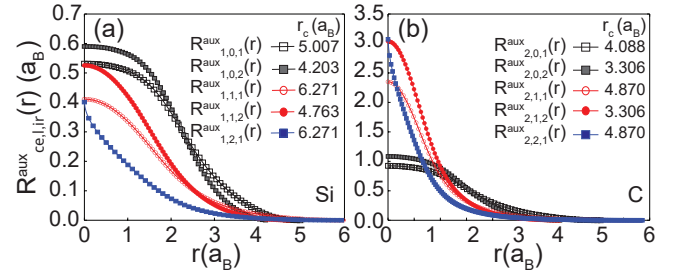 (a)
r_c(a_B)
R^aux_1,0,1(r) 5.007
R^aux_1,0,2(r) 4.203
R^aux_1,1,1(r) 6.271
R^aux_1,1,2(r) 4.763
R^aux_1,2,1(r) 6.271
Si
0.7
0.6
0.5
0.4
0.3
0.2
0.1
0.0
R^aux_ce,l,ir(r) (a_B)
0 1 2 3 4 5 6
r(a_B)
(b)
r_c(a_B)
R^aux_2,0,1(r) 4.088
R^aux_2,0,2(r) 3.306
R^aux_2,1,1(r) 4.870
R^aux_2,1,2(r) 3.306
R^aux_2,2,1(r) 4.870
C
3.5
3.0
2.5
2.0
1.5
1.0
0.5
0.0
0 1 2 3 4 5 6
r(a_B)